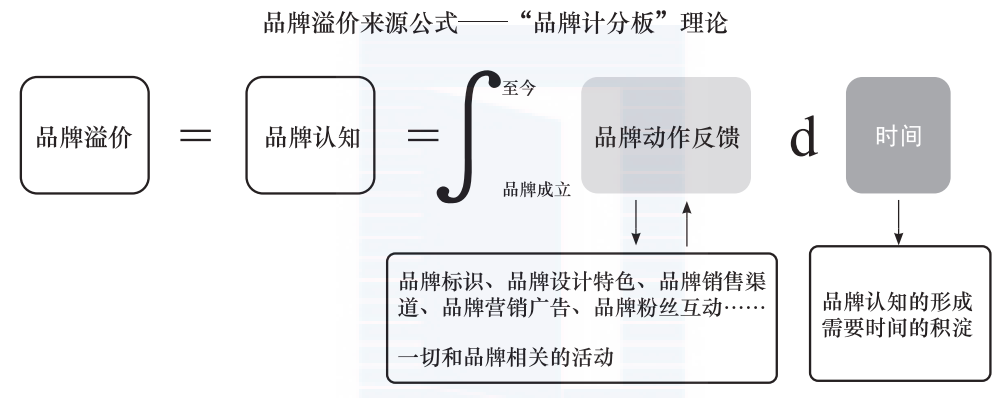 品牌溢价来源公式——“品牌计分板”理论
品牌溢价 = 品牌认知 = ∫ 至今 品牌成立 品牌动作反馈 d 时间
品牌标识、品牌设计特色、品牌销售渠
道、品牌营销广告、品牌粉丝互动……
一切和品牌相关的活动
品牌认知的形成
需要时间的积淀